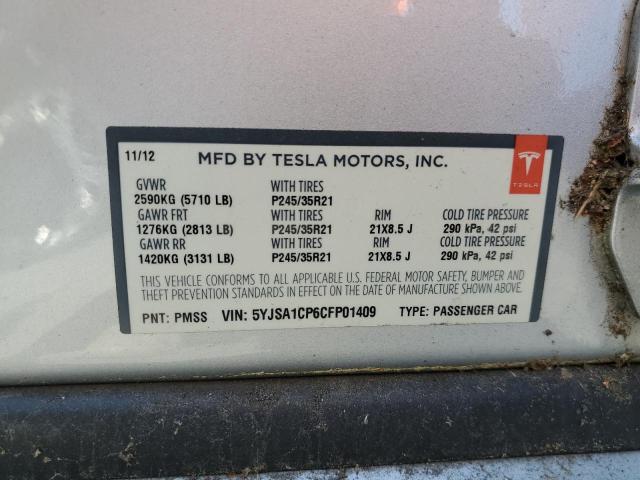 11/12 MFD BY TESLA MOTORS, INC.
TESLA
GVWR WITH TIRES
2590KG (5710 LB) P245/35R21
GAWR FRT WITH TIRES RIM COLD TIRE PRESSURE
1276KG (2813 LB) P245/35R21 21X8.5 J 290 kPa, 42 psi
GAWR RR WITH TIRES RIM COLD TIRE PRESSURE
1420KG (3131 LB) P245/35R21 21X8.5 J 290 kPa, 42 psi
THIS VEHICLE CONFORMS TO ALL APPLICABLE U.S. FEDERAL MOTOR SAFETY, BUMPER AND
THEFT PREVENTION STANDARDS IN EFFECT ON THE DATE OF MANUFACTURE SHOWN ABOVE.
PNT: PMSS VIN: 5YJSA1CP6CFP01409 TYPE: PASSENGER CAR